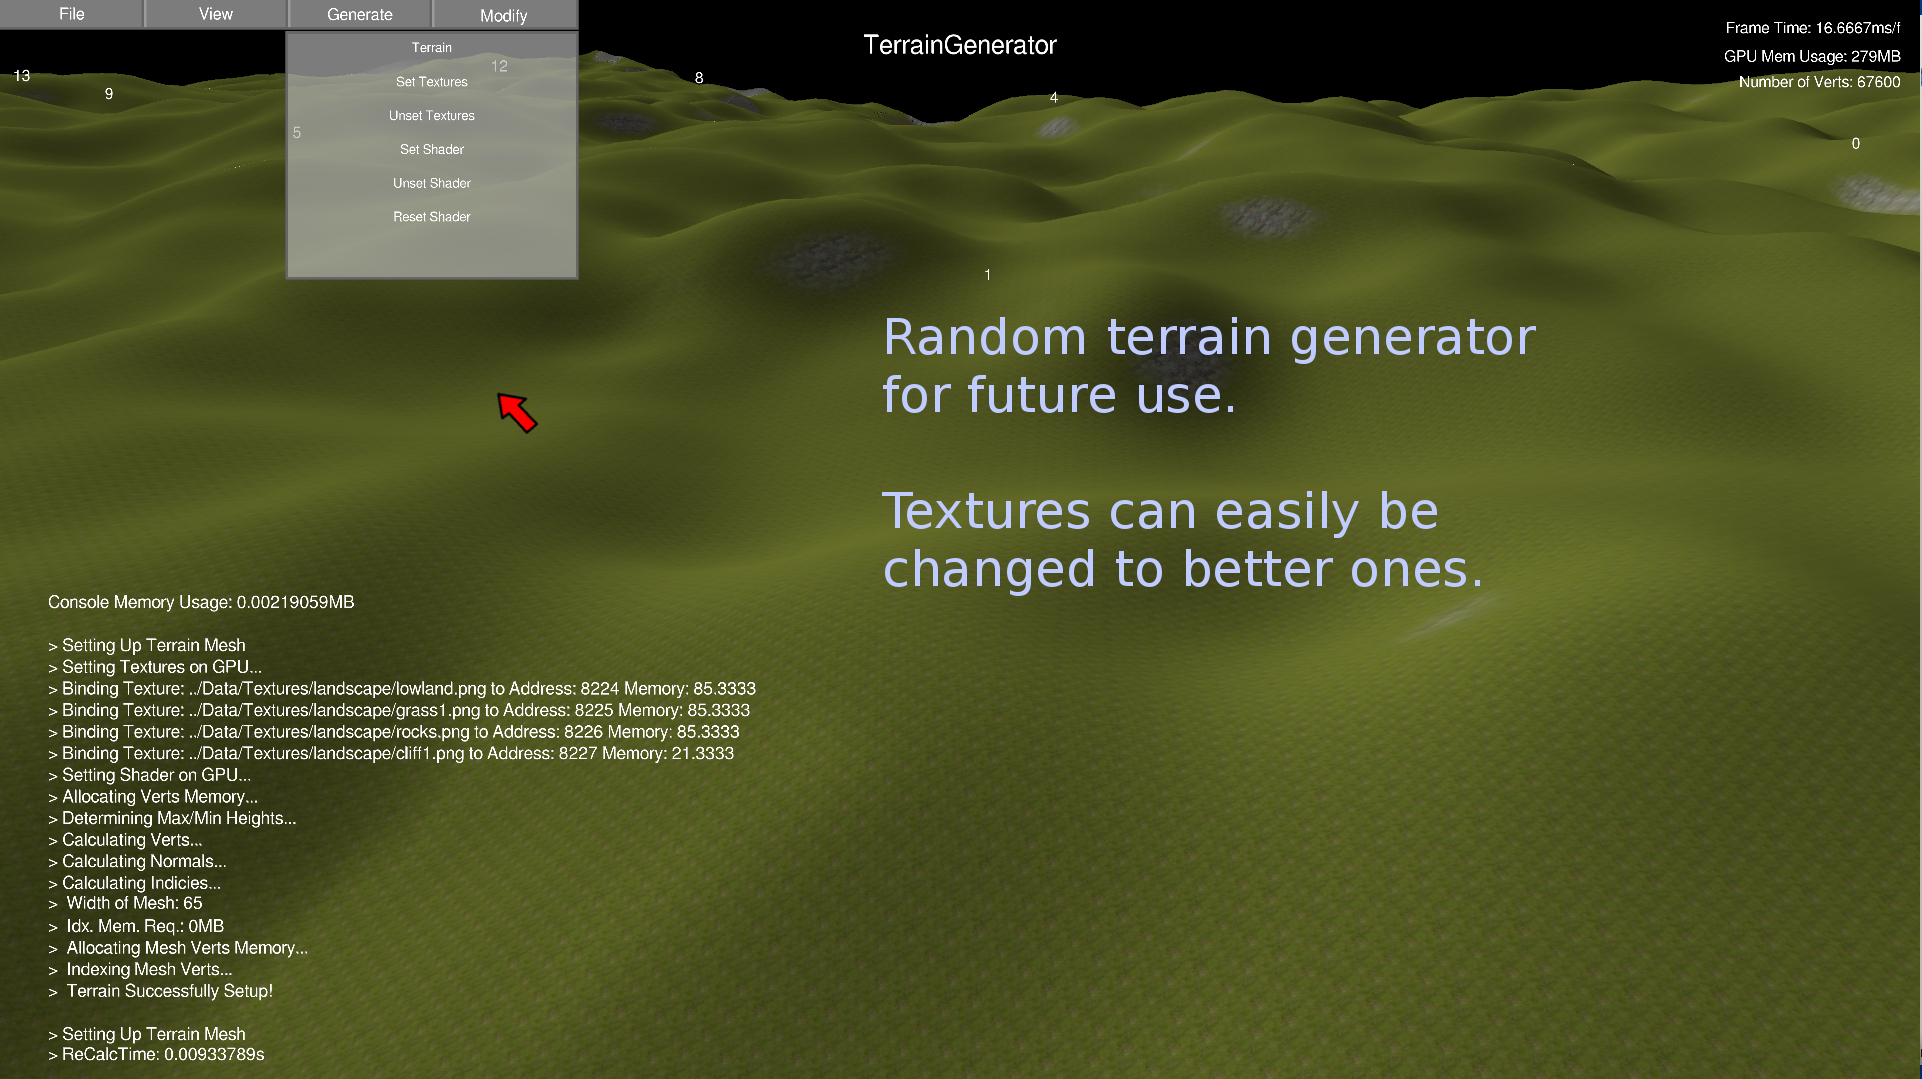 File View Generate Modify
TerrainGenerator
Frame Time: 16.6667ms/f
GPU Mem Usage: 279MB
Number of Verts: 67600
Terrain
Set Textures
Unset Textures
Set Shader
Unset Shader
Reset Shader
13
9
5
12
8
4
0
1
Random terrain generator
for future use.
Textures can easily be
changed to better ones.
Console Memory Usage: 0.00219059MB
> Setting Up Terrain Mesh
> Setting Textures on GPU...
> Binding Texture: ../Data/Textures/landscape/lowland.png to Address: 8224 Memory: 85.3333
> Binding Texture: ../Data/Textures/landscape/grass1.png to Address: 8225 Memory: 85.3333
> Binding Texture: ../Data/Textures/landscape/rocks.png to Address: 8226 Memory: 85.3333
> Binding Texture: ../Data/Textures/landscape/cliff1.png to Address: 8227 Memory: 21.3333
> Setting Shader on GPU...
> Allocating Verts Memory...
> Determining Max/Min Heights...
> Calculating Verts...
> Calculating Normals...
> Calculating Indicies...
> Width of Mesh: 65
> Idx. Mem. Req.: 0MB
> Allocating Mesh Verts Memory...
> Indexing Mesh Verts...
> Terrain Successfully Setup!
> Setting Up Terrain Mesh
> ReCalcTime: 0.00933789s